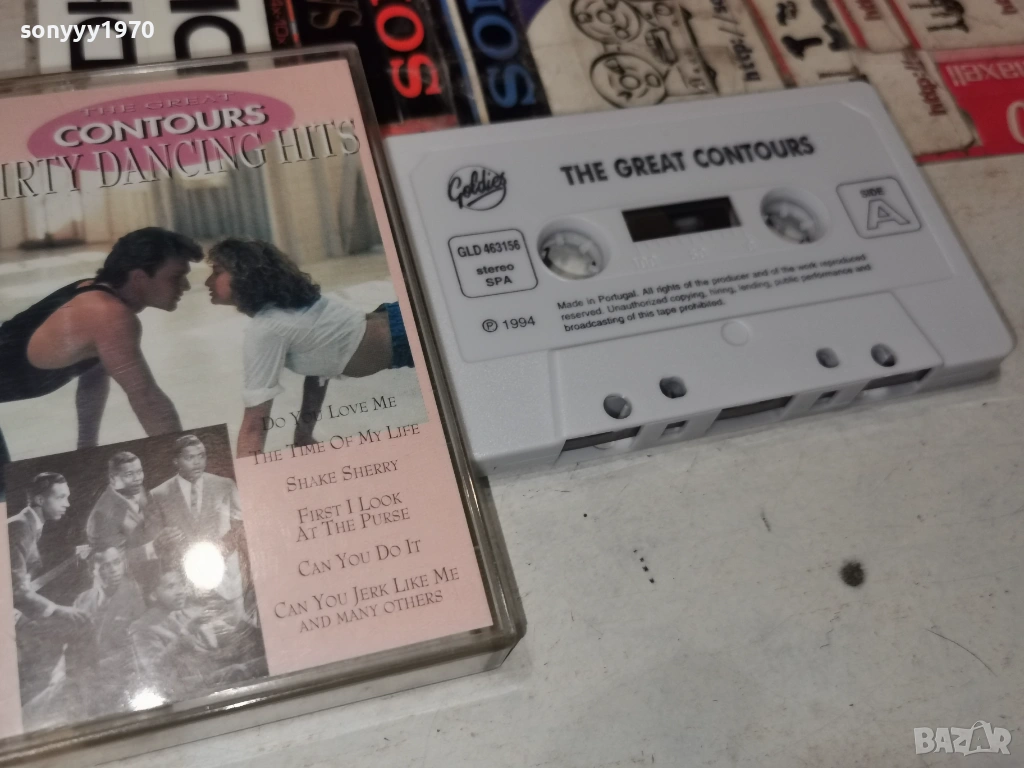 sonyyy1970
THE GREAT
CONTOURS
IRTY DANCING HITS
DO YOU LOVE ME
THE TIME OF MY LIFE
SHAKE SHERRY
FIRST I LOOK
AT THE PURSE
CAN YOU DO IT
CAN YOU JERK LIKE ME
AND MANY OTHERS
Goldies
THE GREAT CONTOURS
GLD 463156
stereo
SPA
SIDE
A
Ⓟ 1994
Made in Portugal. All rights of the producer and of the work reproduced
reserved. Unauthorized copying, hiring, lending, public performance and
broadcasting of this tape prohibited.
100 50
maxell
BAZAR